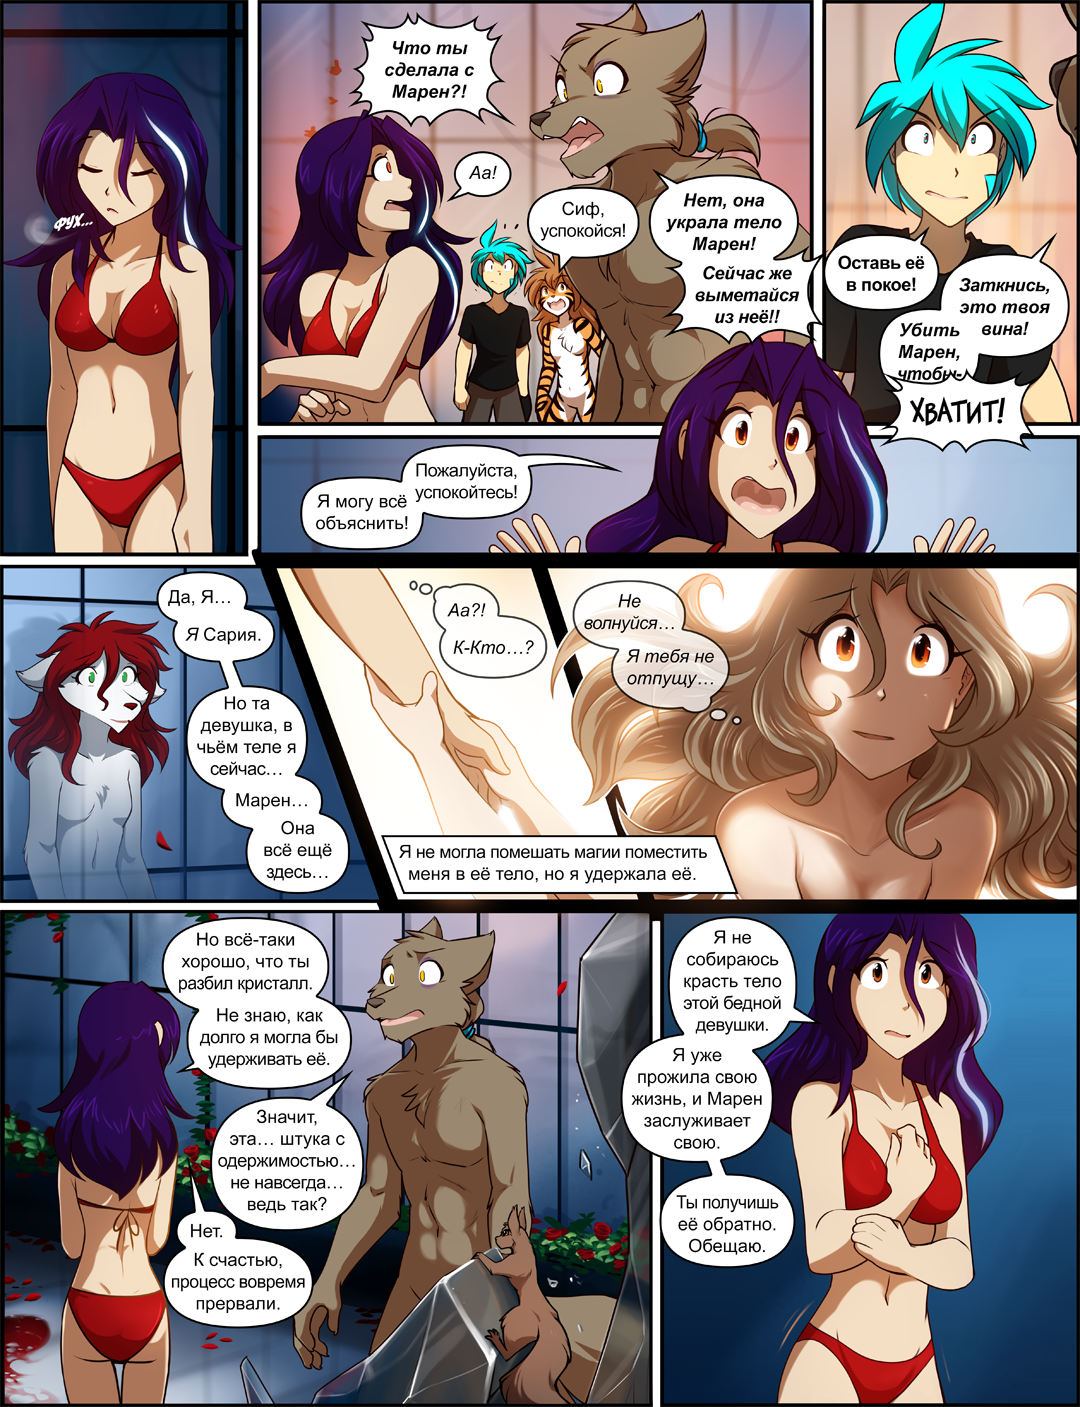 ФУХ...
Что ты
сделала с
Марен?!
Аа!
Сиф,
успокойся!
Нет, она
украла тело
Марен!
Сейчас же
выметайся
из неё!!
Оставь её
в покое!
Заткнись,
это твоя
вина!
Убить
Марен,
чтобы-
ХВАТИТ!
Пожалуйста,
успокойтесь!
Я могу всё
объяснить!
Да, Я...
Я Сария.
Но та
девушка, в
чьём теле я
сейчас...
Марен...
Она
всё ещё
здесь...
Аа?!
К-Кто...?
Не
волнуйся...
Я тебя не
отпущу...
Я не могла помешать магии поместить
меня в её тело, но я удержала её.
Но всё-таки
хорошо, что ты
разбил кристалл.
Не знаю, как
долго я могла бы
удерживать её.
Значит,
эта... штука с
одержимостью...
не навсегда...
ведь так?
Нет.
К счастью,
процесс вовремя
прервали.
Я не
собираюсь
красть тело
этой бедной
девушки.
Я уже
прожила свою
жизнь, и Марен
заслуживает
свою.
Ты получишь
её обратно.
Обещаю.